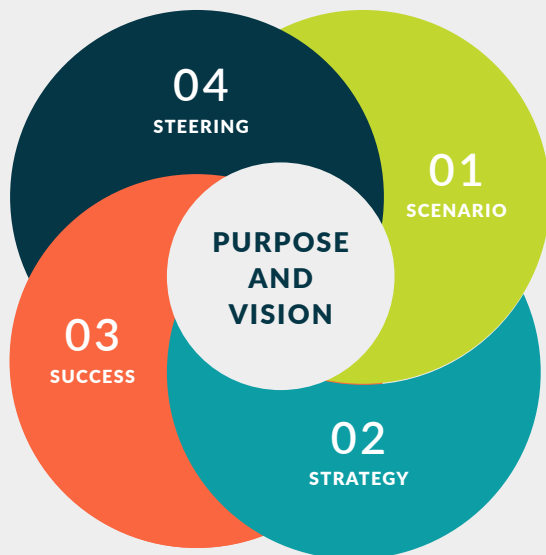 04
STEERING
01
SCENARIO
PURPOSE
AND
VISION
03
SUCCESS
02
STRATEGY